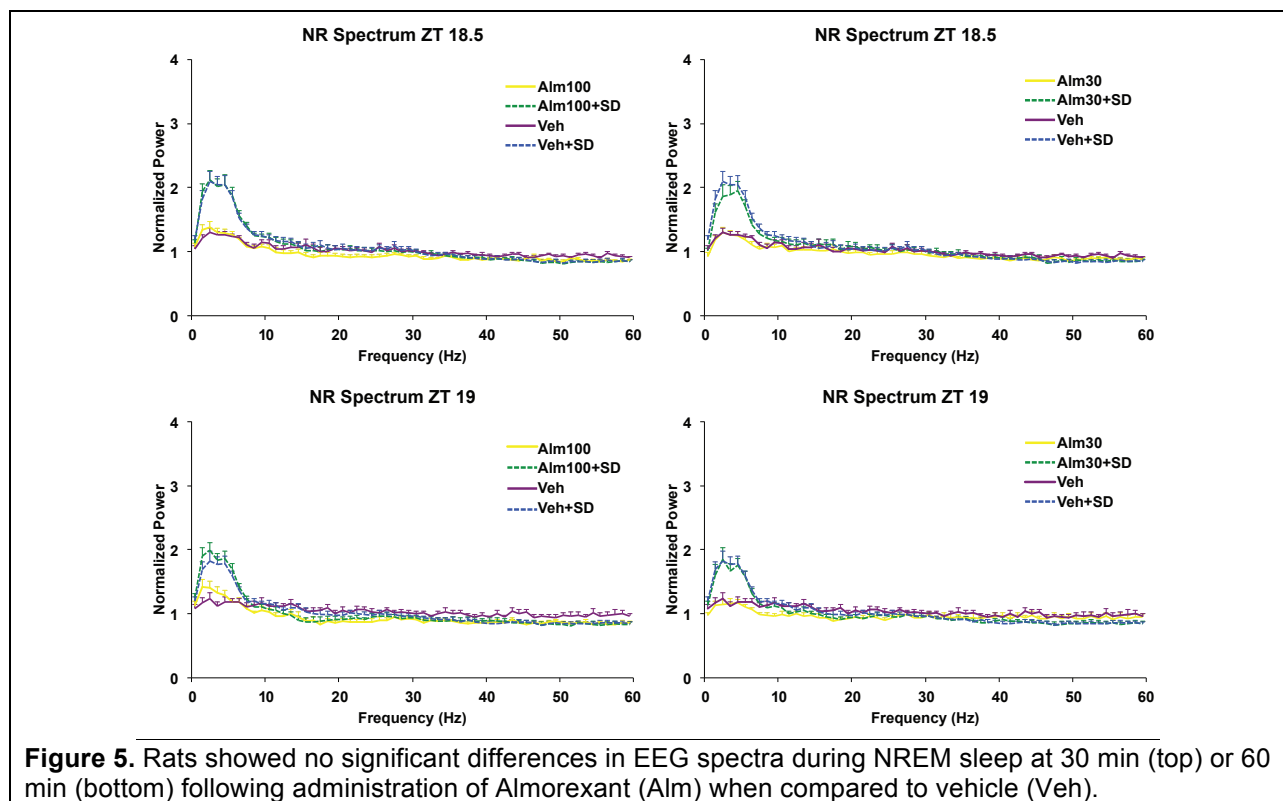 NR Spectrum ZT 18.5
4
3
2
1
0
Normalized Power
Alm100
Alm100+SD
Veh
Veh+SD
0 10 20 30 40 50 60
Frequency (Hz)
NR Spectrum ZT 18.5
4
3
2
1
0
Normalized Power
Alm30
Alm30+SD
Veh
Veh+SD
0 10 20 30 40 50 60
Frequency (Hz)
NR Spectrum ZT 19
4
3
2
1
0
Normalized Power
Alm100
Alm100+SD
Veh
Veh+SD
0 10 20 30 40 50 60
Frequency (Hz)
NR Spectrum ZT 19
4
3
2
1
0
Normalized Power
Alm30
Alm30+SD
Veh
Veh+SD
0 10 20 30 40 50 60
Frequency (Hz)
Figure 5. Rats showed no significant differences in EEG spectra during NREM sleep at 30 min (top) or 60
min (bottom) following administration of Almorexant (Alm) when compared to vehicle (Veh).